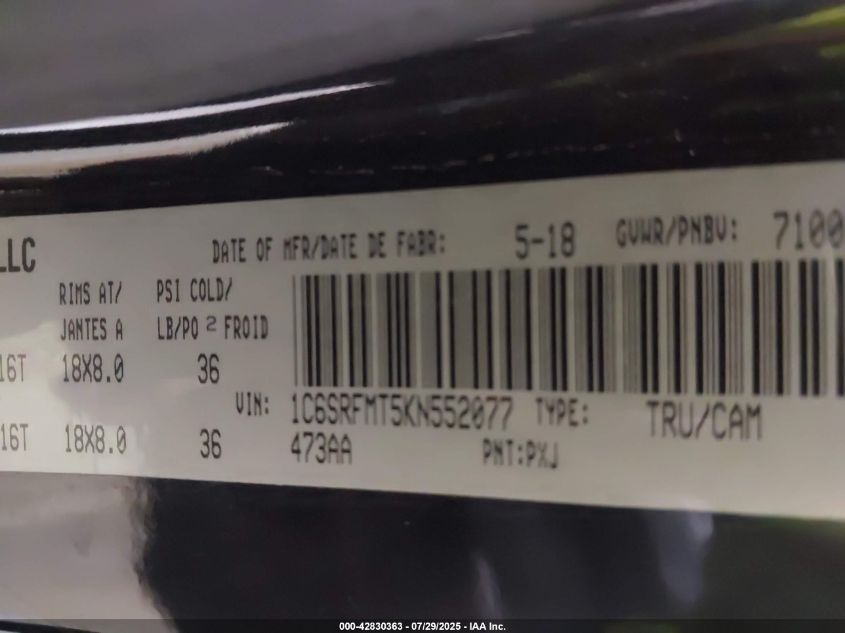 LLC DATE OF MFR/DATE DE FABR: 5-18 GVWR/PNBV: 7100
RIMS AT/ PSI COLD/
JANTES A LB/PO 2 FROID
16T 18X8.0 36
VIN: 1C6SRFMT5KN552077 TYPE: TRU/CAM
16T 18X8.0 36 473AA PNT:PXJ
000-42830363 - 07/29/2025 - IAA Inc.